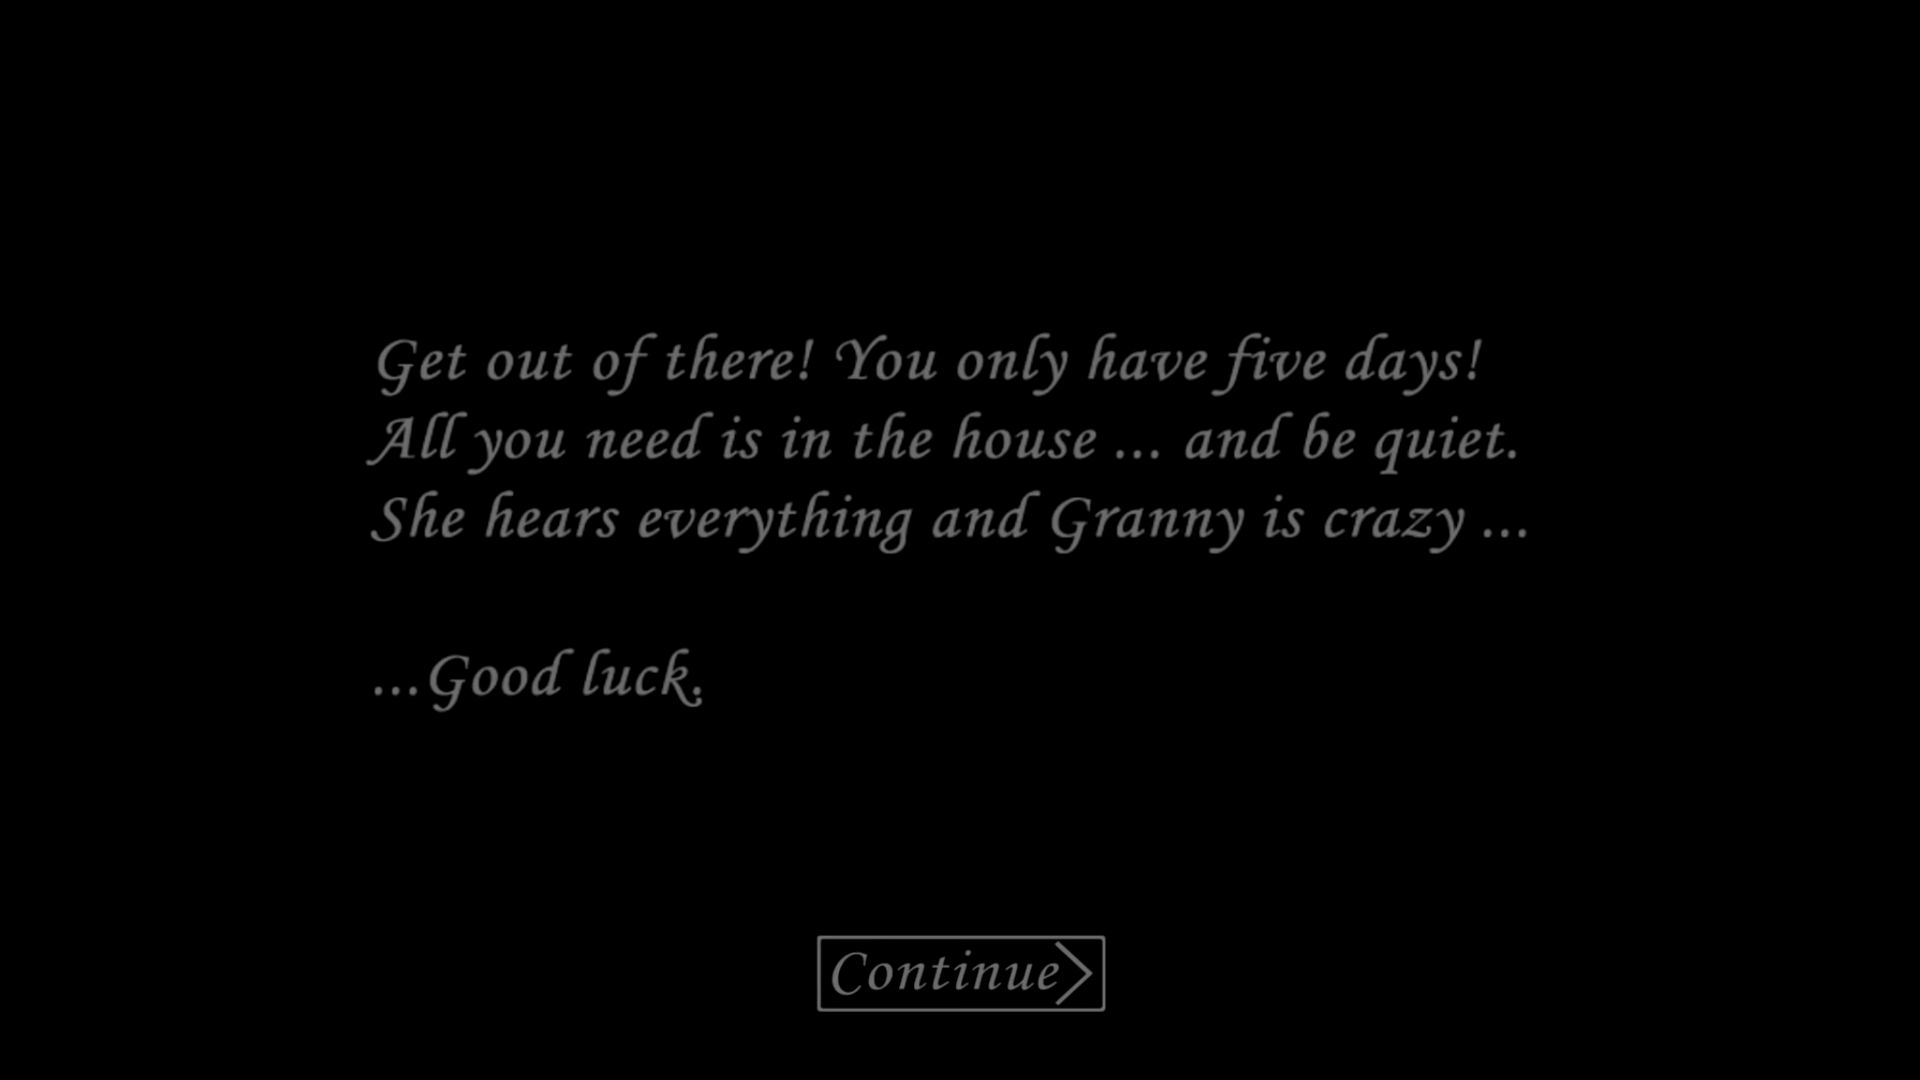 Get out of there! You only have five days!
All you need is in the house ... and be quiet.
She hears everything and Granny is crazy ...
...Good luck.
Continue